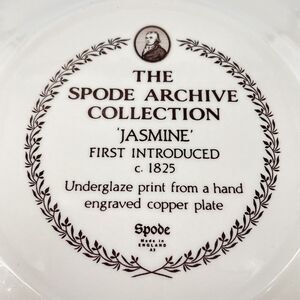 THE
SPODE ARCHIVE
COLLECTION
'JASMINE'
FIRST INTRODUCED
c. 1825
Underglaze print from a hand
engraved copper plate
Spode
Made in
ENGLAND
A3